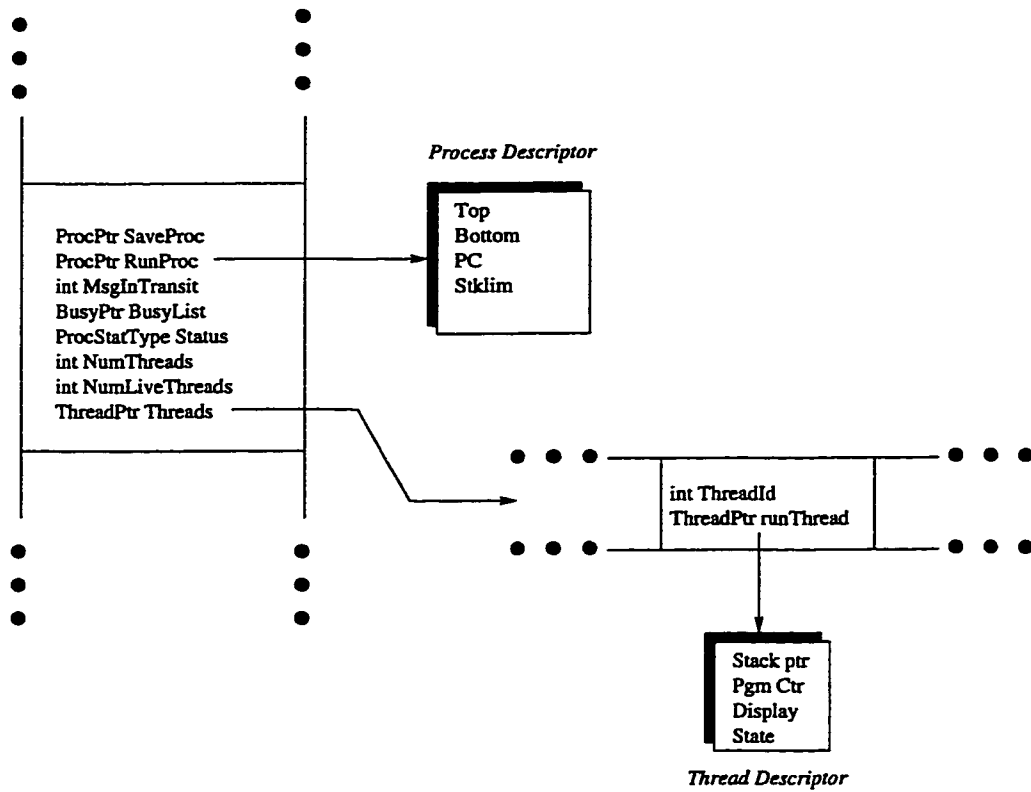 Process Descriptor
Top
Bottom
PC
Stklim
ProcPtr SaveProc
ProcPtr RunProc
int MsgInTransit
BusyPtr BusyList
ProcStatType Status
int NumThreads
int NumLiveThreads
ThreadPtr Threads
int ThreadId
ThreadPtr runThread
Stack ptr
Pgm Ctr
Display
State
Thread Descriptor